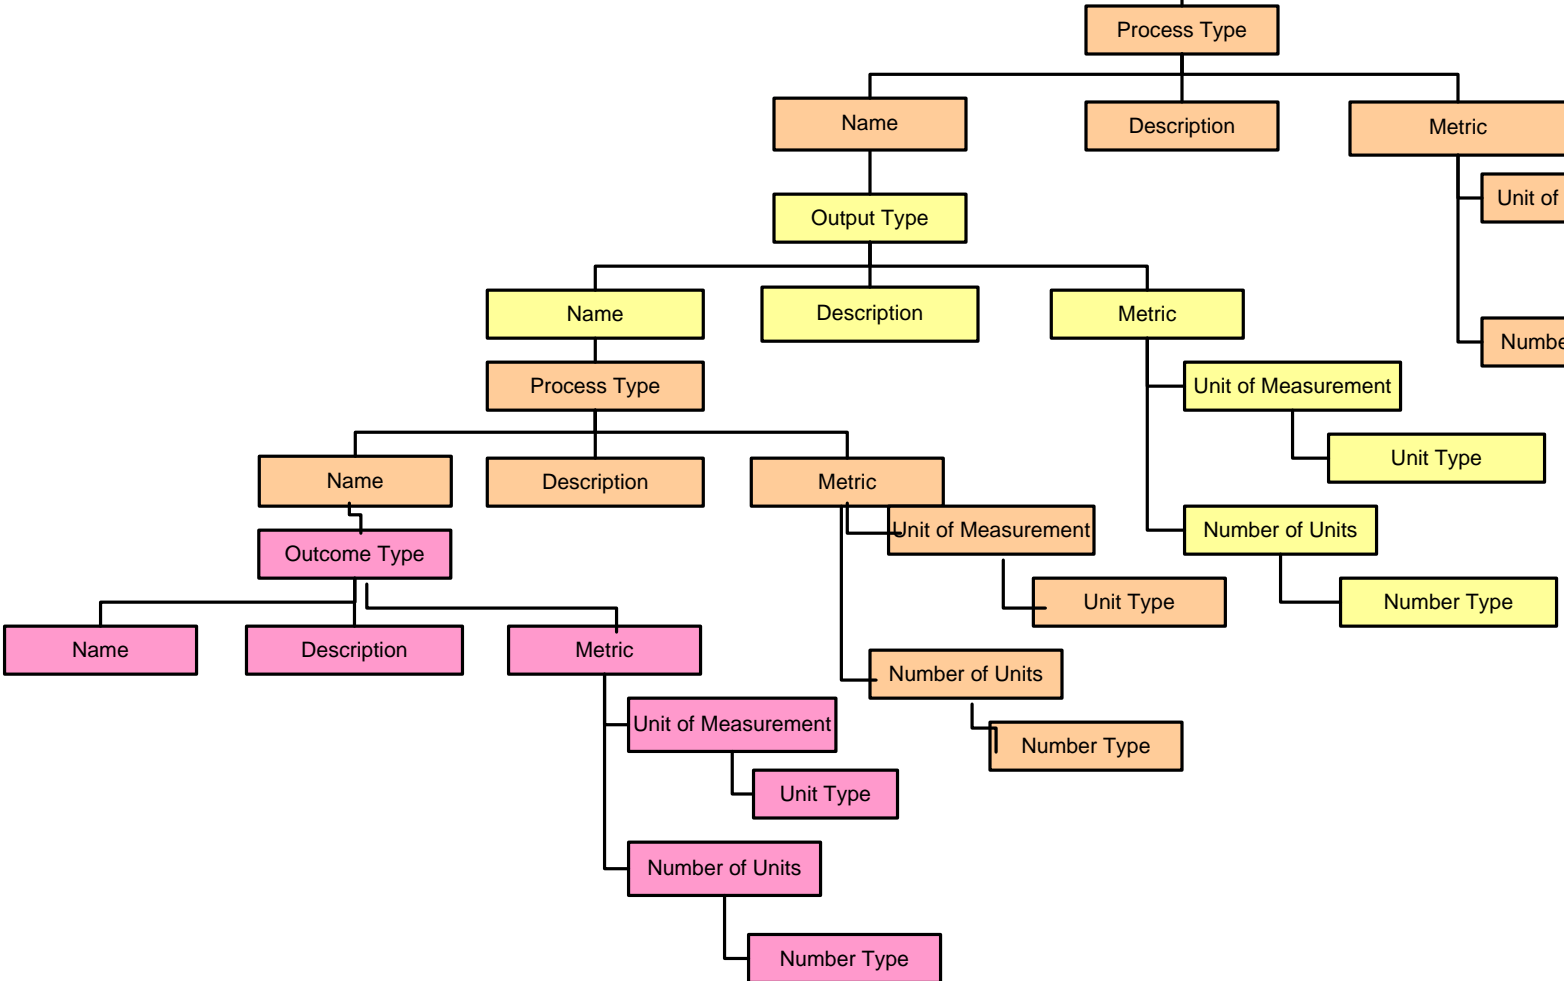 Process Type
Name
Description
Metric
Unit of
Output Type
Name
Description
Metric
Numbe
Process Type
Unit of Measurement
Unit Type
Name
Description
Metric
Unit of Measurement
Number of Units
Outcome Type
Unit Type
Number Type
Name
Description
Metric
Number of Units
Unit of Measurement
Number Type
Unit Type
Number of Units
Number Type